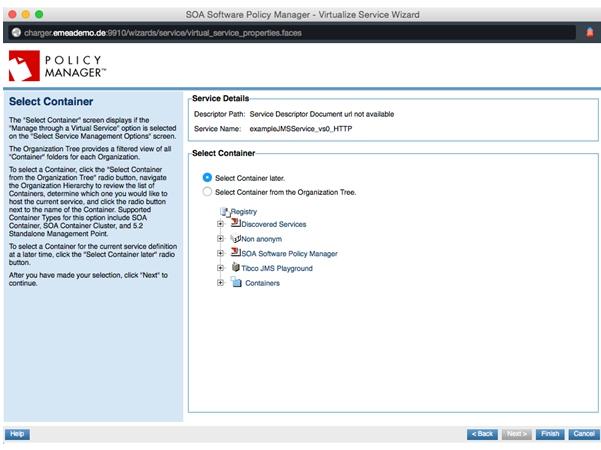 SOA Software Policy Manager - Virtualize Service Wizard
charger.emeademo.de:9910/wizards/service/virtual_service_properties.faces
POLICY
MANAGER™
Select Container
The "Select Container" screen displays if the
"Manage through a Virtual Service" option is selected
on the "Select Service Management Options" screen.
The Organization Tree provides a filtered view of all
"Container" folders for each Organization.
To select a Container, click the "Select Container
from the Organization Tree" radio button, navigate
the Organization Hierarchy to review the list of
Containers, determine which one you would like to
host the current service, and click the radio button
next to the name of the Container. Supported
Container Types for this option include SOA
Container, SOA Container Cluster, and 5.2
Standalone Management Point.
To select a Container for the current service definition
at a later time, click the "Select Container later" radio
button.
After you have made your selection, click "Next" to
continue.
Service Details
Descriptor Path: Service Descriptor Document url not available
Service Name: exampleJMSService_vs0_HTTP
Select Container
Select Container later.
Select Container from the Organization Tree.
Registry
Discovered Services
Non anonym
SOA Software Policy Manager
Tibco JMS Playground
Containers
Help
< Back
Next >
Finish
Cancel